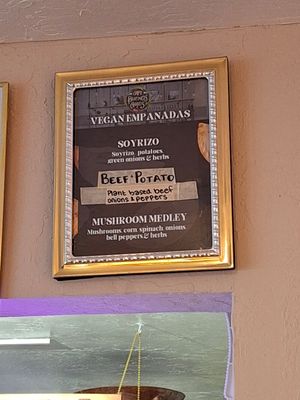 VEGAN EMPANADAS
SOYRIZO
Soyrizo, potatoes,
green onions & herbs
BEEF POTATO
Plant based beef
onions & peppers
MUSHROOM MEDLEY
Mushrooms, corn, spinach, onions,
bell peppers, & herbs